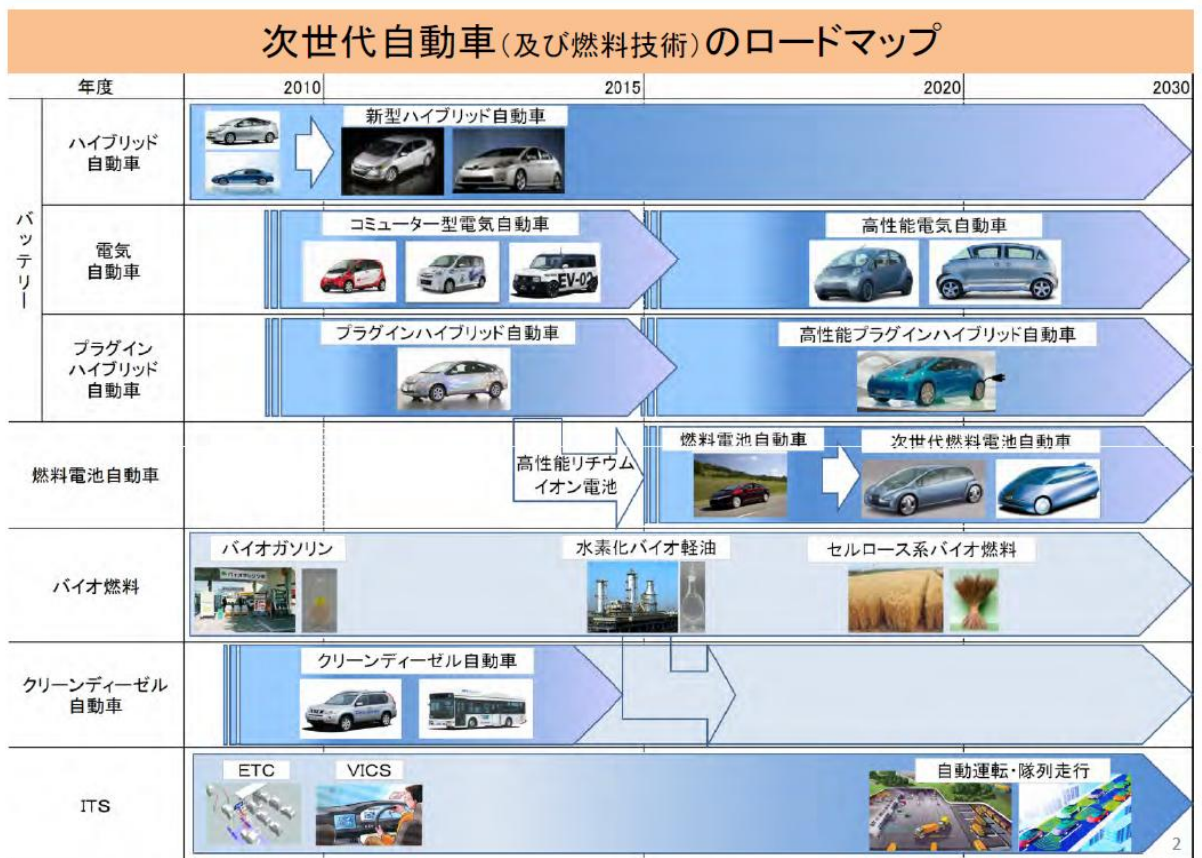 次世代自動車(及び燃料技術)のロードマップ
年度
2010
2015
2020
2030
バッテリー
ハイブリッド
自動車
新型ハイブリッド自動車
電気
自動車
コミューター型電気自動車
EV-02
高性能電気自動車
プラグイン
ハイブリッド
自動車
プラグインハイブリッド自動車
高性能プラグインハイブリッド自動車
燃料電池自動車
高性能リチウム
イオン電池
燃料電池自動車
次世代燃料電池自動車
バイオ燃料
バイオガソリン
水素化バイオ軽油
セルロース系バイオ燃料
クリーンディーゼル
自動車
クリーンディーゼル自動車
ITS
ETC
VICS
自動運転・隊列走行
2